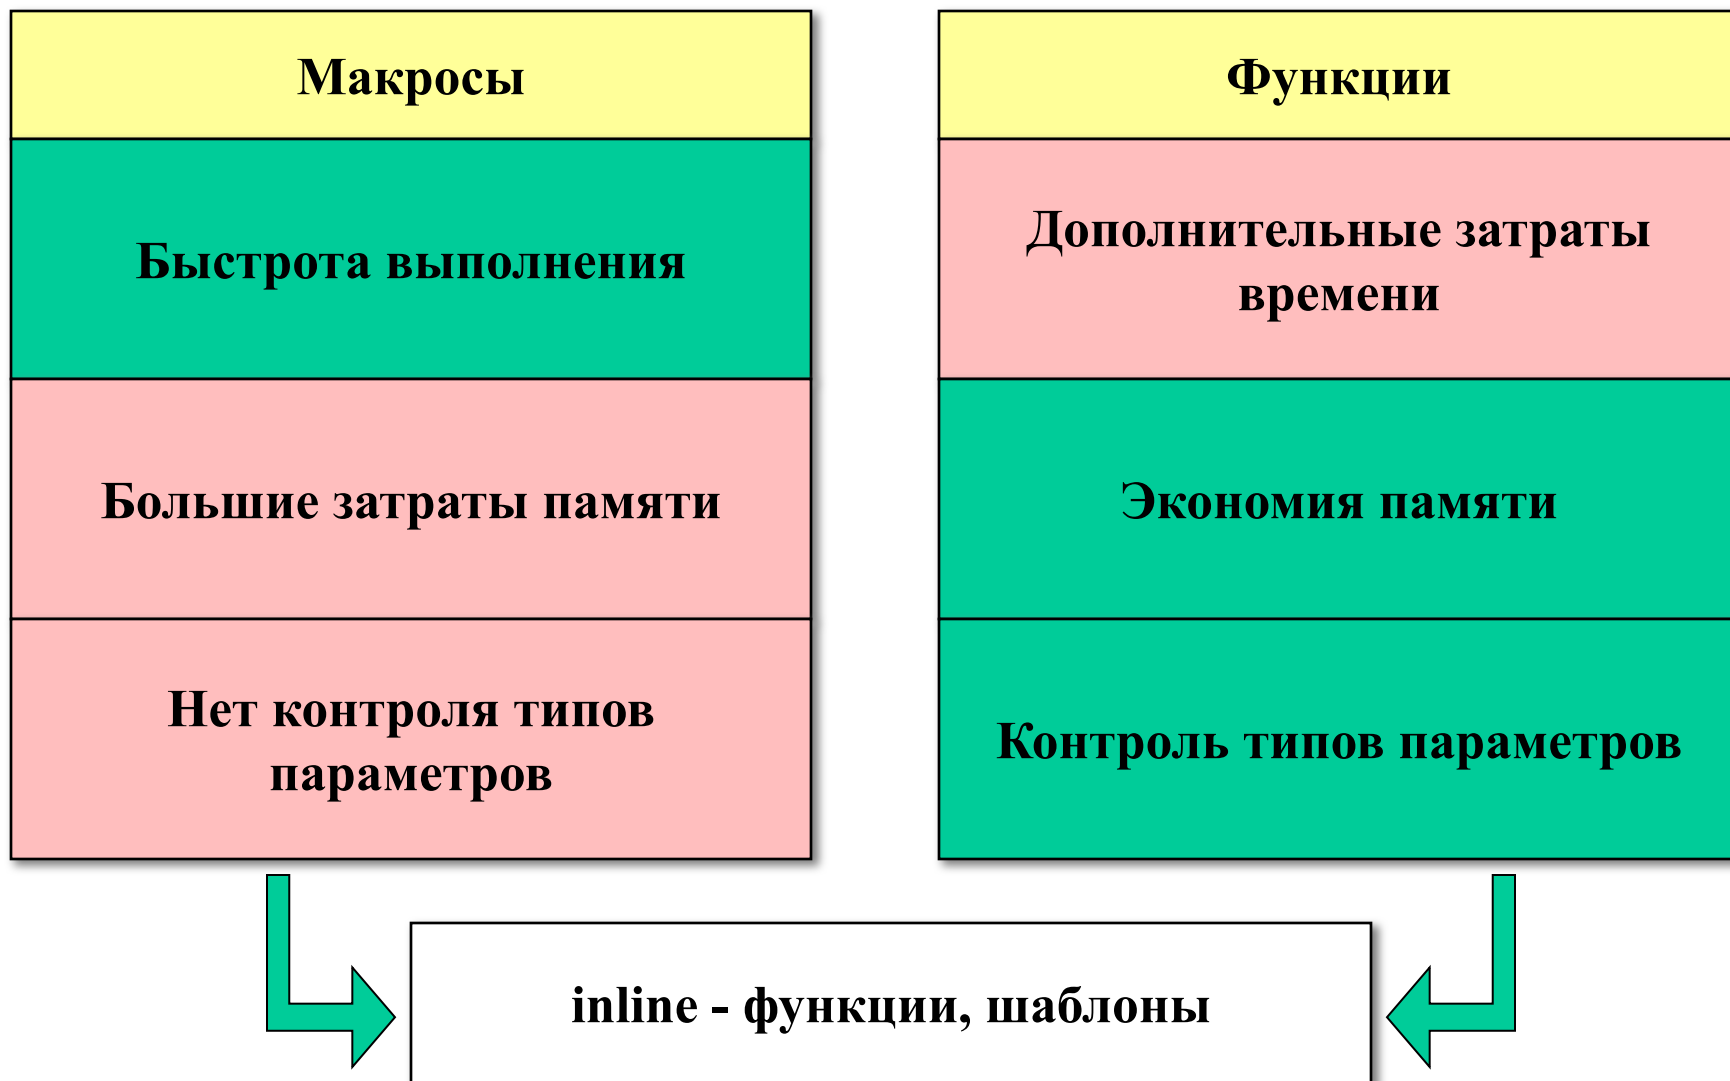 Макросы
Быстрота выполнения
Большие затраты памяти
Нет контроля типов
параметров
Функции
Дополнительные затраты
времени
Экономия памяти
Контроль типов параметров
inline - функции, шаблоны